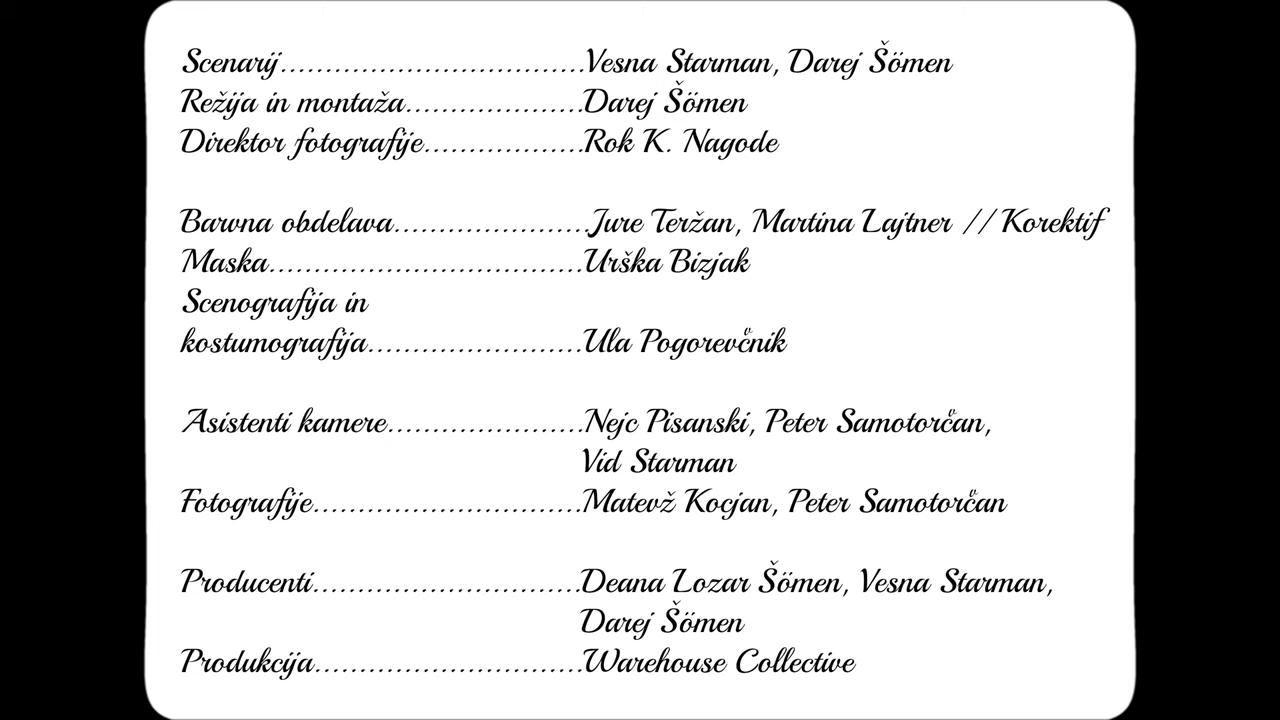 Scenarij..................................Vesna Starman, Darej Šömen
Režija in montaža....................Darej Šömen
Direktor fotografije..................Rok K. Nagode
Barvna obdelava......................Jure Teržan, Martina Lajtner // Korektif
Maska...................................Urška Bizjak
Scenografija in
kostumografija........................Ula Pogorevčnik
Asistenti kamere......................Nejc Pisanski, Peter Samotorčan,
Vid Starman
Fotografije..............................Matevž Kocjan, Peter Samotorčan
Producenti..............................Deana Lozar Šömen, Vesna Starman,
Darej Šömen
Produkcija..............................Warehouse Collective